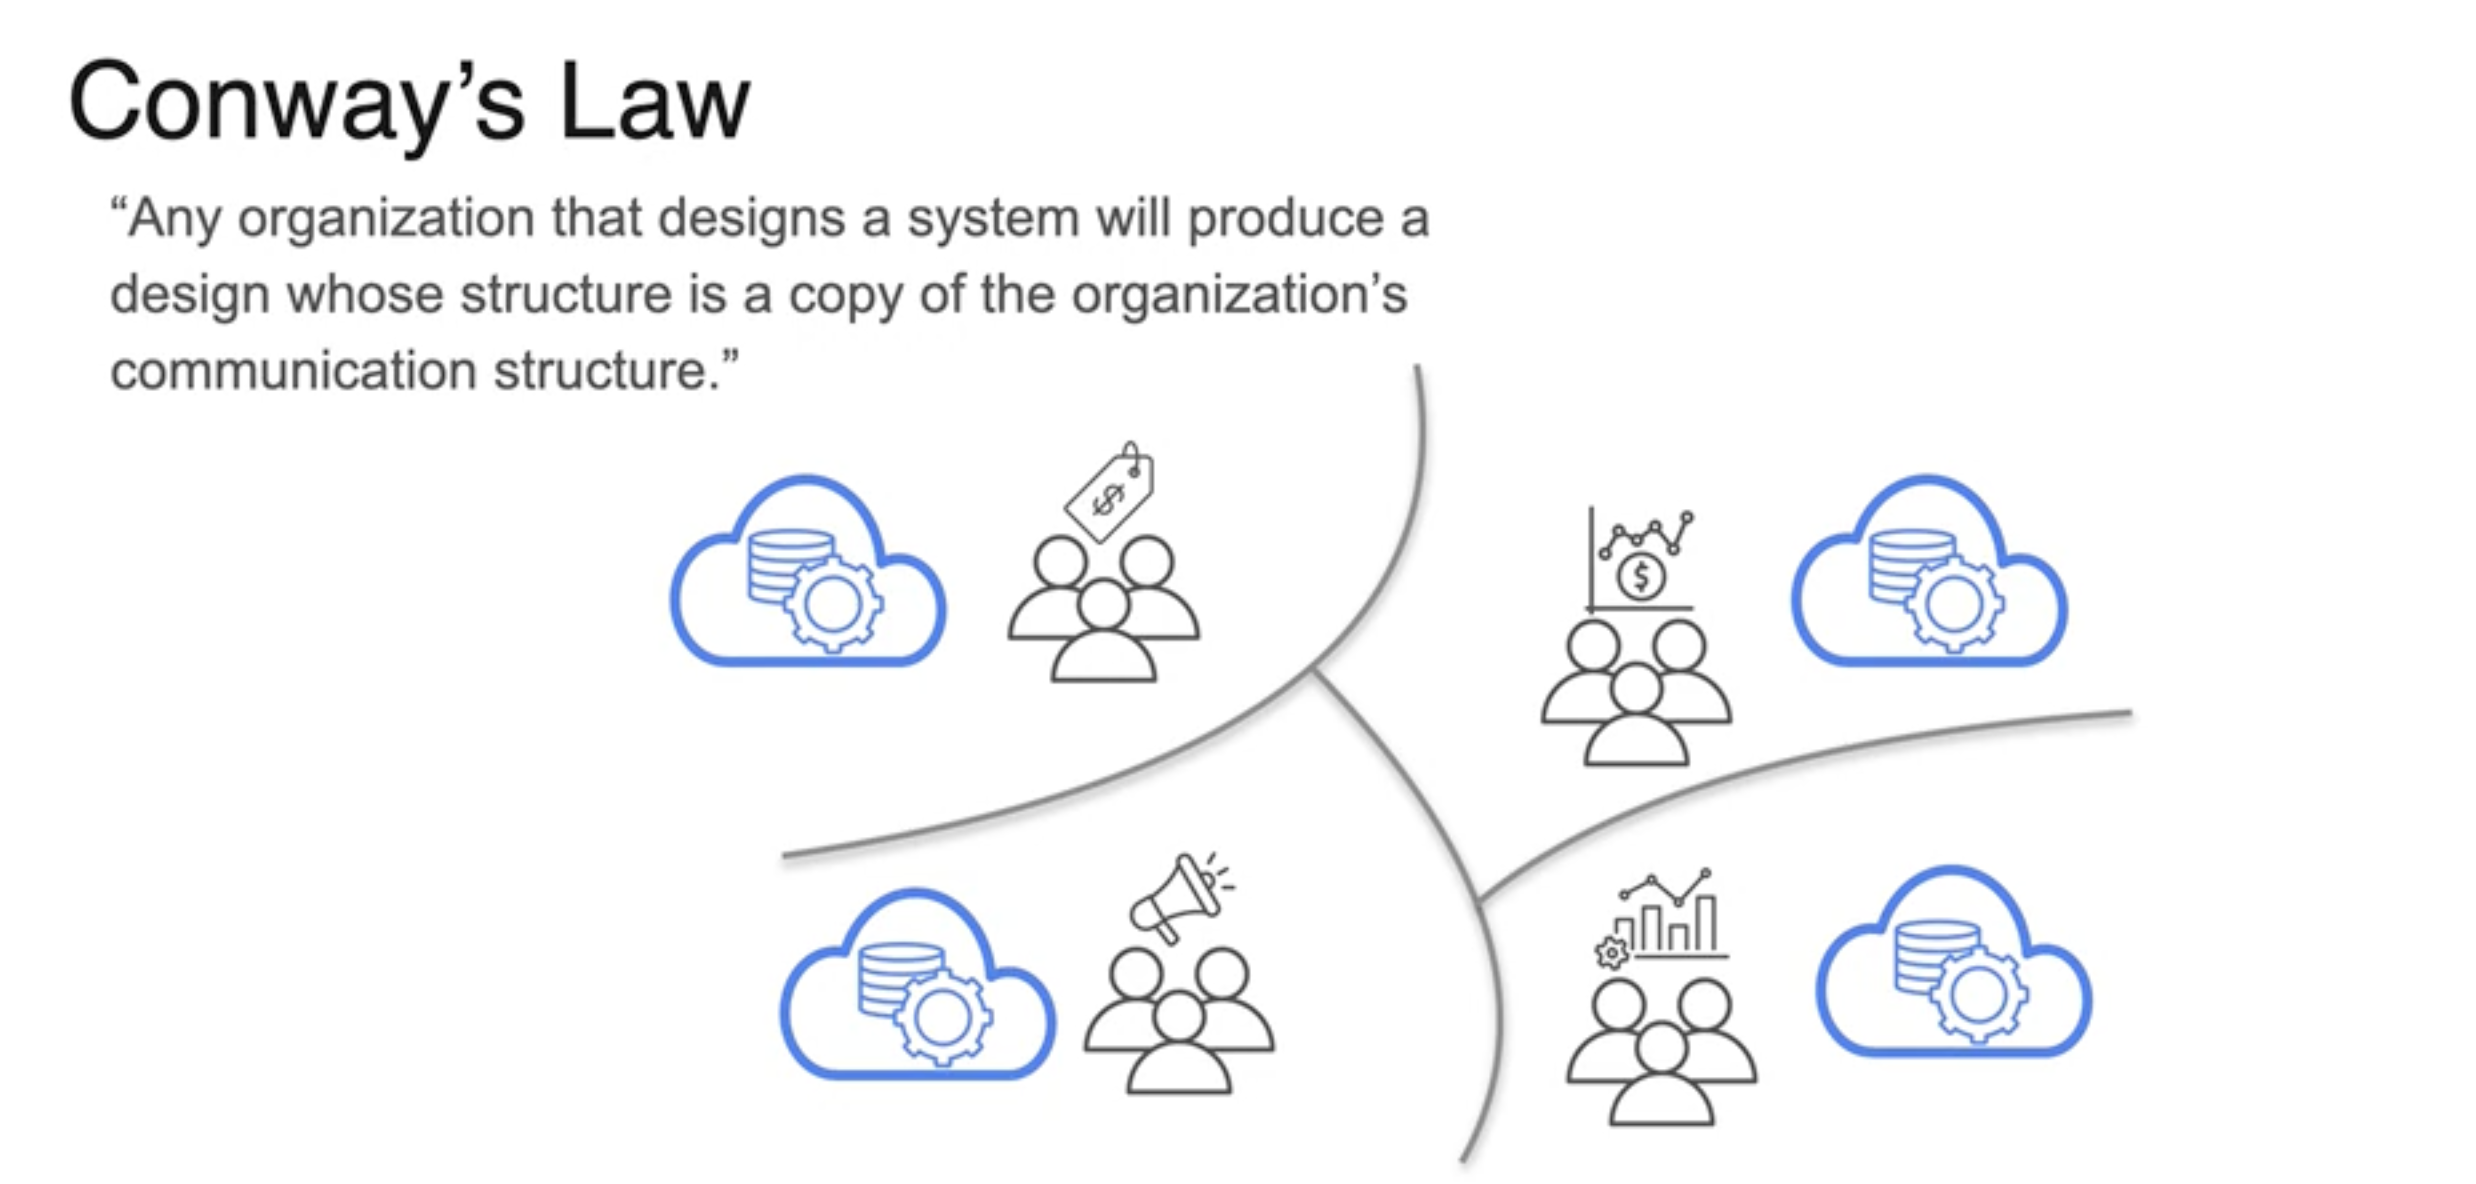 Conway’s Law
“Any organization that designs a system will produce a
design whose structure is a copy of the organization’s
communication structure.”
$
$